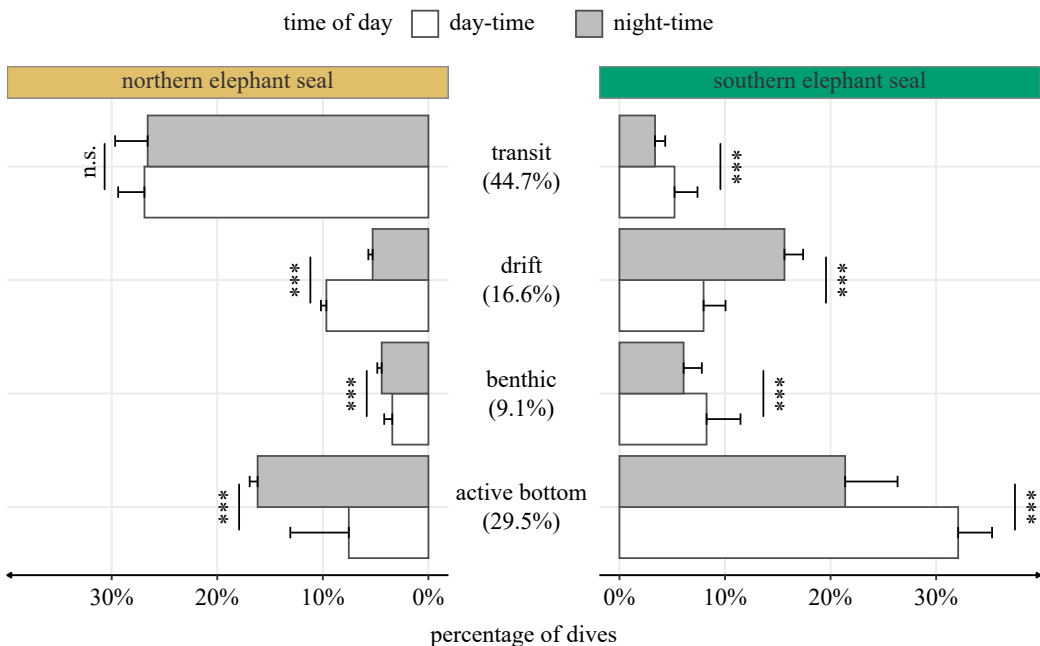 time of day day-time night-time
northern elephant seal southern elephant seal
n.s.
transit
(44.7%)
***
***
drift
(16.6%)
***
***
benthic
(9.1%)
***
***
active bottom
(29.5%)
***
30% 20% 10% 0% 0% 10% 20% 30%
percentage of dives